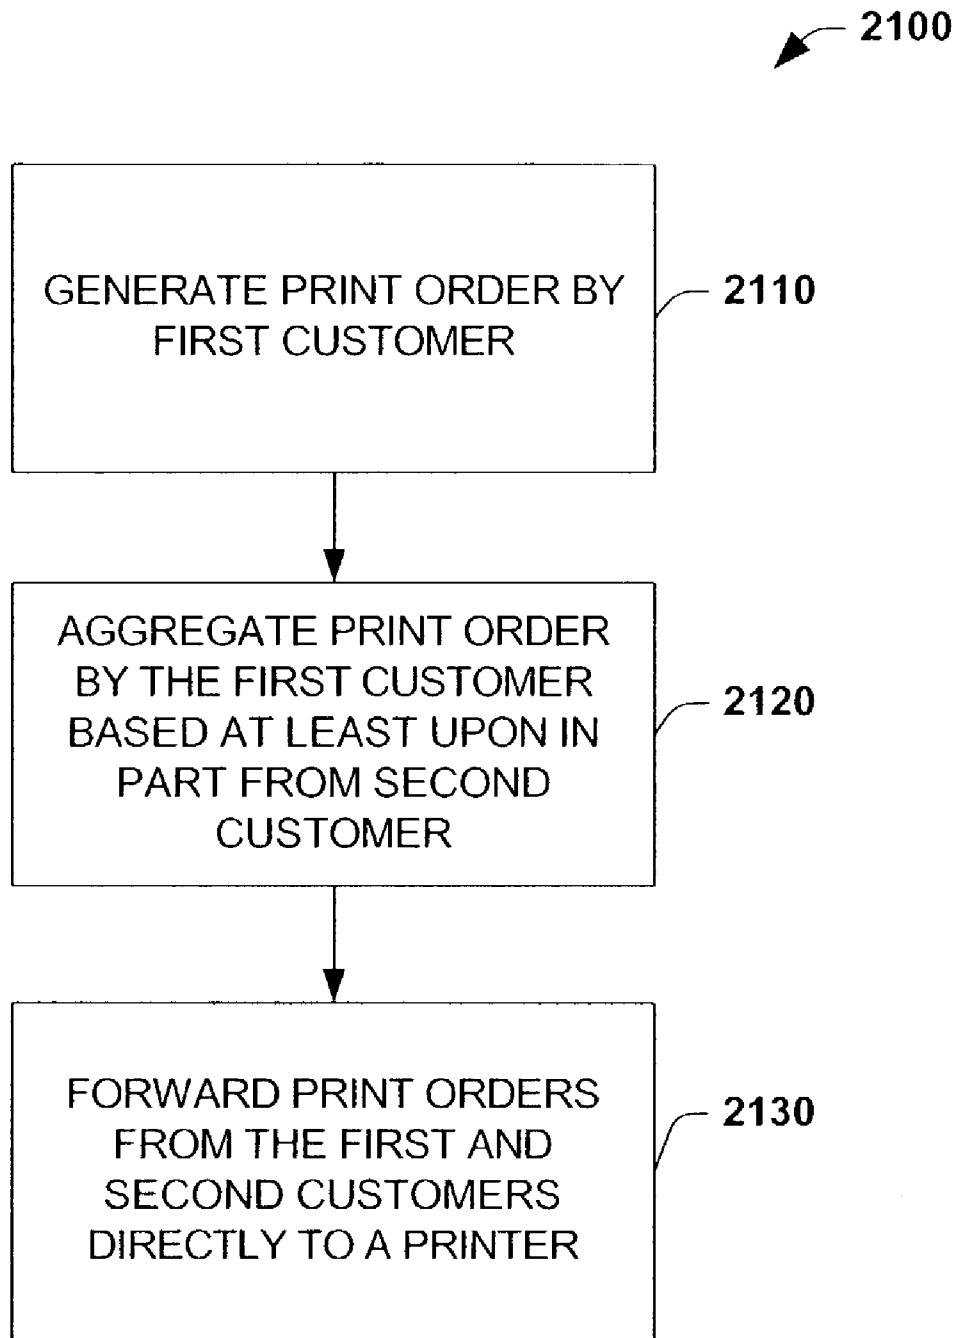 2100
GENERATE PRINT ORDER BY
FIRST CUSTOMER
2110
AGGREGATE PRINT ORDER
BY THE FIRST CUSTOMER
BASED AT LEAST UPON IN
PART FROM SECOND
CUSTOMER
2120
FORWARD PRINT ORDERS
FROM THE FIRST AND
SECOND CUSTOMERS
DIRECTLY TO A PRINTER
2130